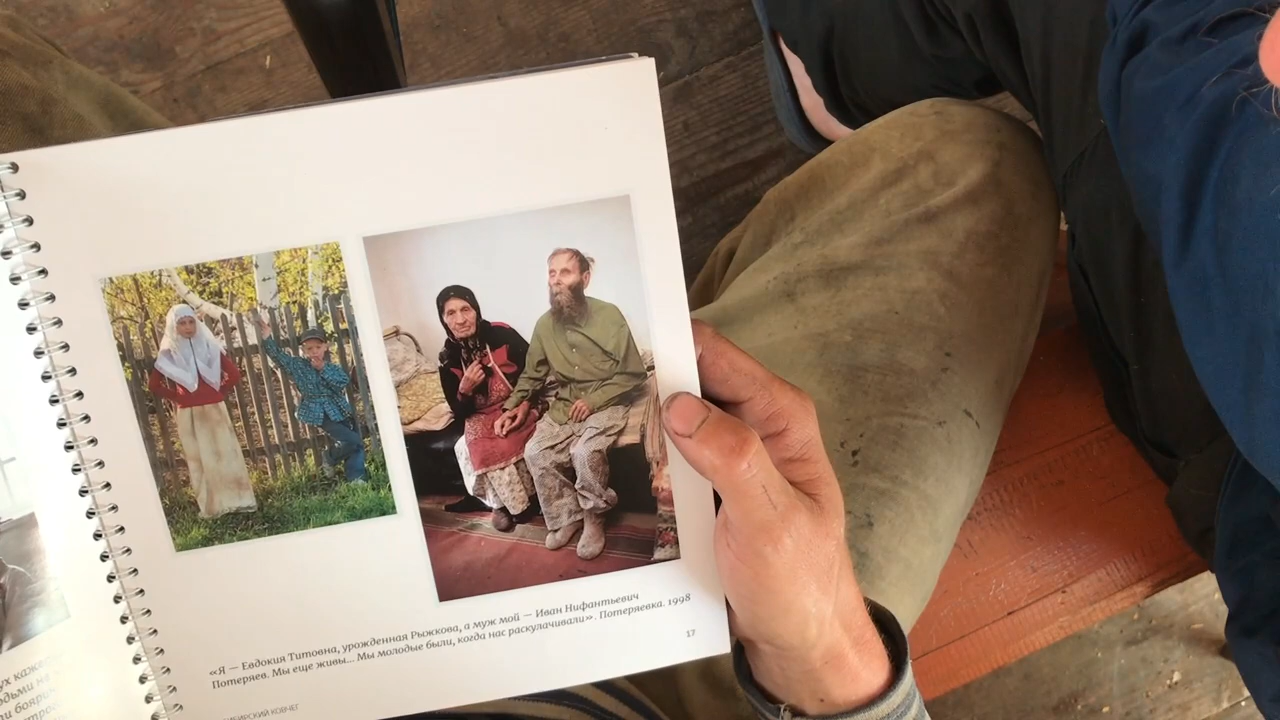 «Я — Евдокия Титовна, урожденная Рыжкова, а муж мой — Иван Нифантьевич
Потеряев. Мы еще живы... Мы молодые были, когда нас раскулачивали». Потеряевка. 1998
17